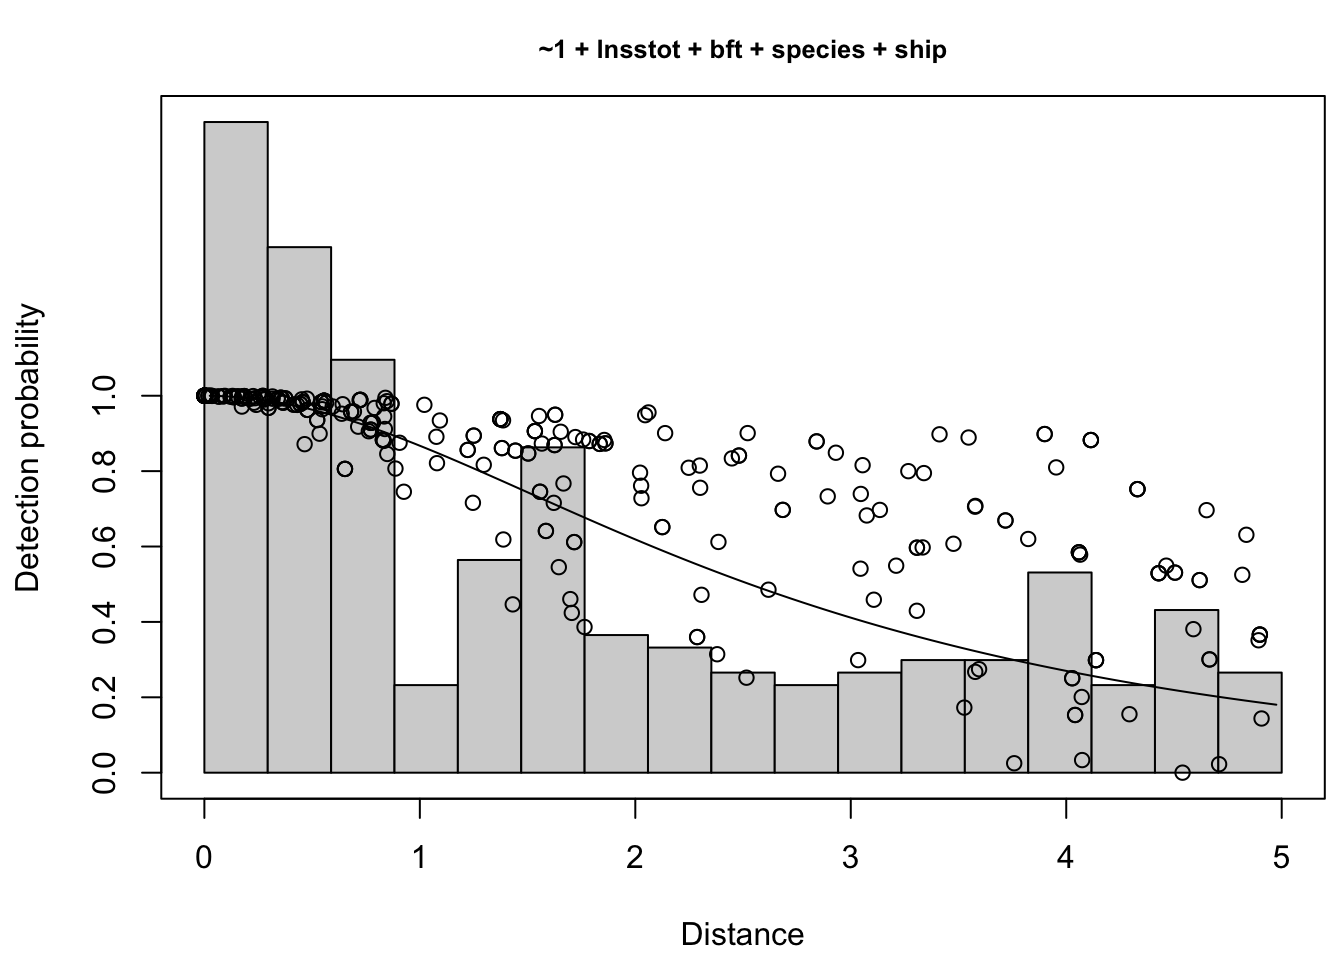 ~1 + lnsstot + bft + species + ship
Detection probability
1.0
0.8
0.6
0.4
0.2
0.0
0 1 2 3 4 5
Distance